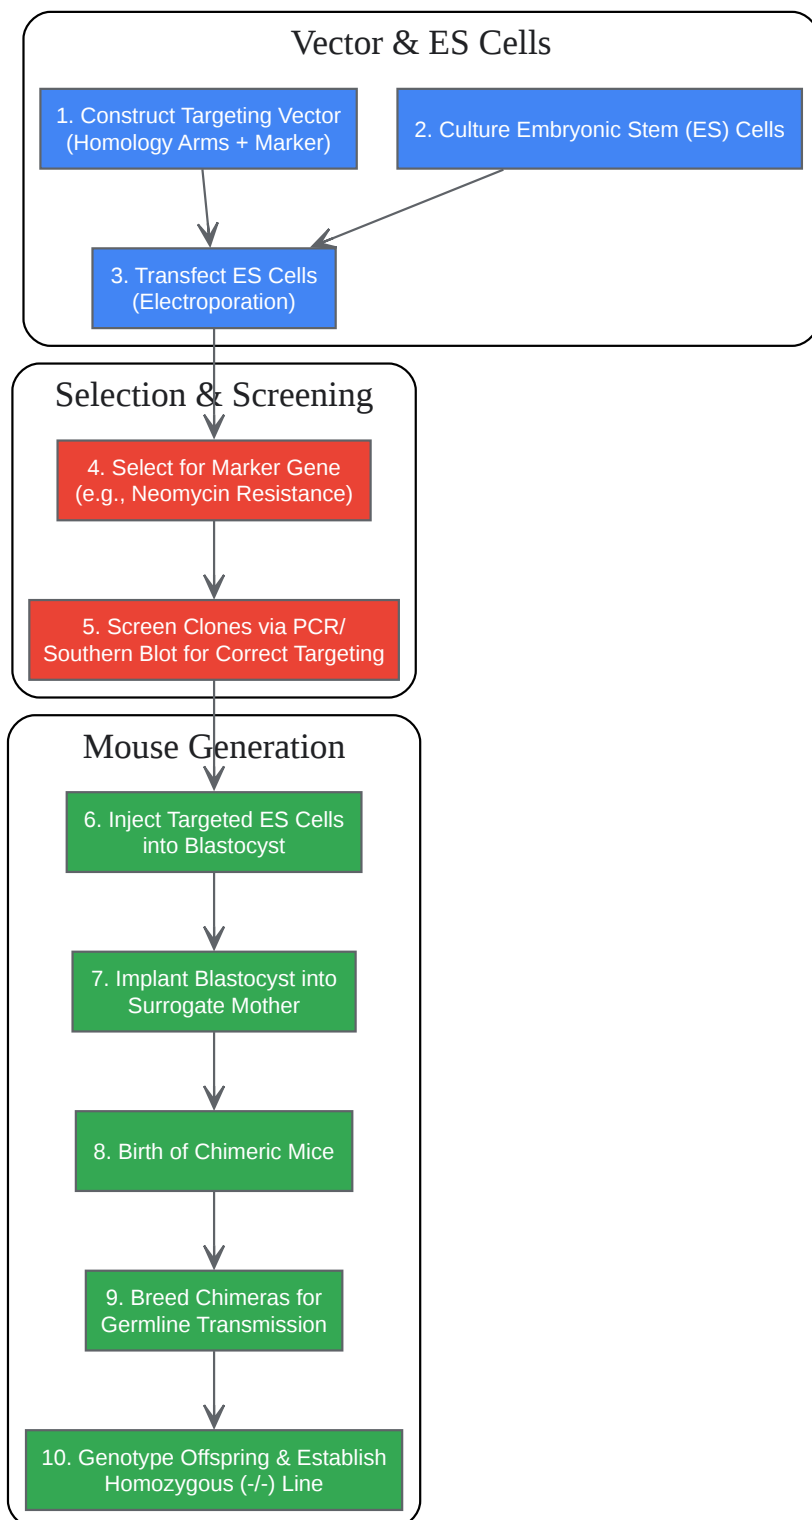 Vector & ES Cells
1. Construct Targeting Vector
(Homology Arms + Marker)
2. Culture Embryonic Stem (ES) Cells
3. Transfect ES Cells
(Electroporation)
Selection & Screening
4. Select for Marker Gene
(e.g., Neomycin Resistance)
5. Screen Clones via PCR/
Southern Blot for Correct Targeting
Mouse Generation
6. Inject Targeted ES Cells
into Blastocyst
7. Implant Blastocyst into
Surrogate Mother
8. Birth of Chimeric Mice
9. Breed Chimeras for
Germline Transmission
10. Genotype Offspring & Establish
Homozygous (-/-) Line